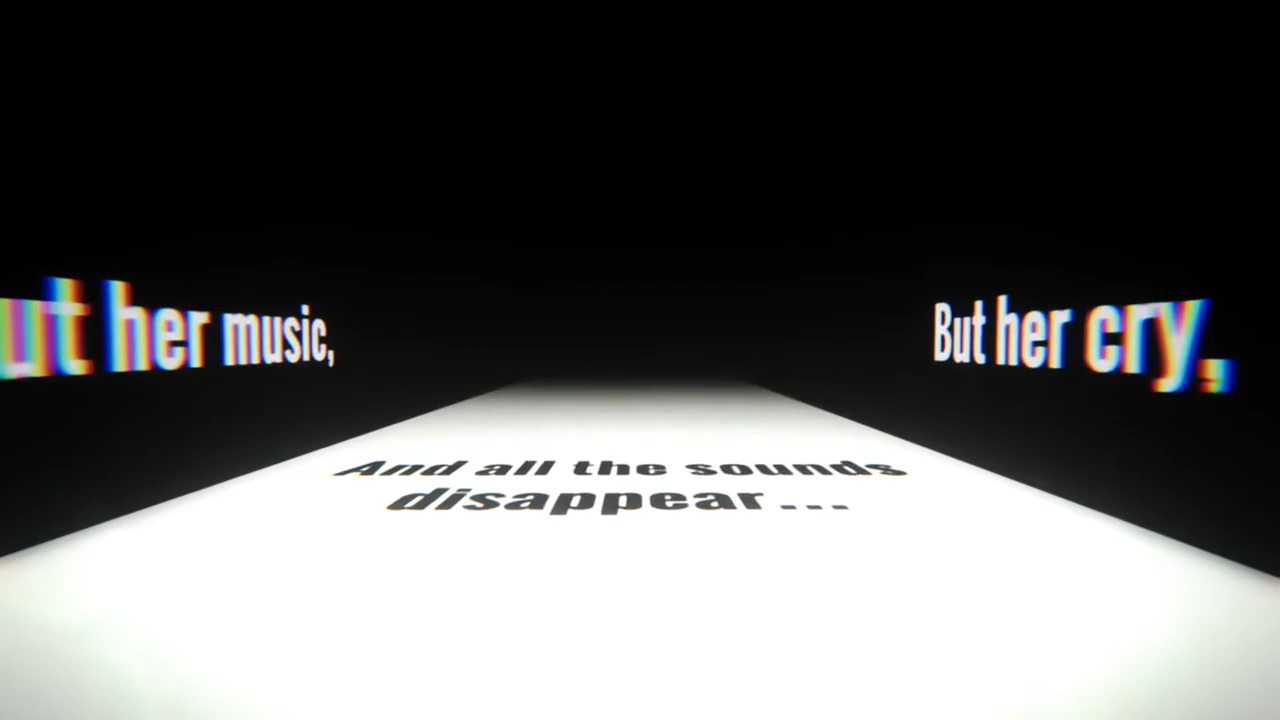 ut her music,
But her cry,
And all the sounds
disappear...